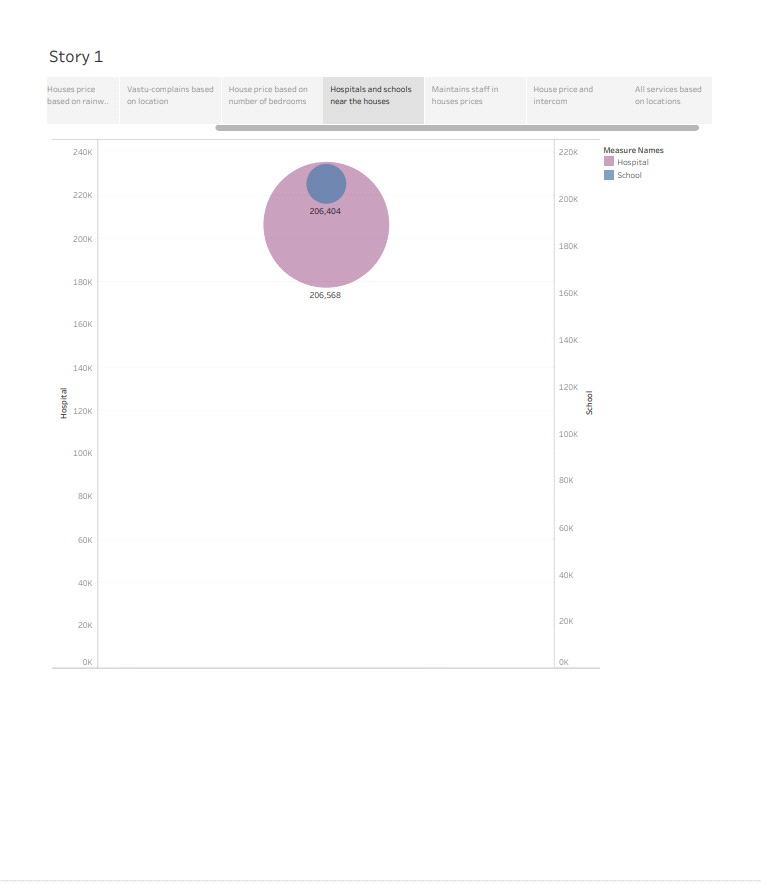 Story 1
Houses price
based on rainw..
Vastu-complains based
on location
House price based on
number of bedrooms
Hospitals and schools
near the houses
Maintains staff in
houses prices
House price and
intercom
All services based
on locations
Measure Names
Hospital
School
240K
220K
200K
180K
160K
140K
120K
100K
80K
60K
40K
20K
0K
Hospital
206,404
206,568
220K
200K
180K
160K
140K
120K
100K
80K
60K
40K
20K
0K
School